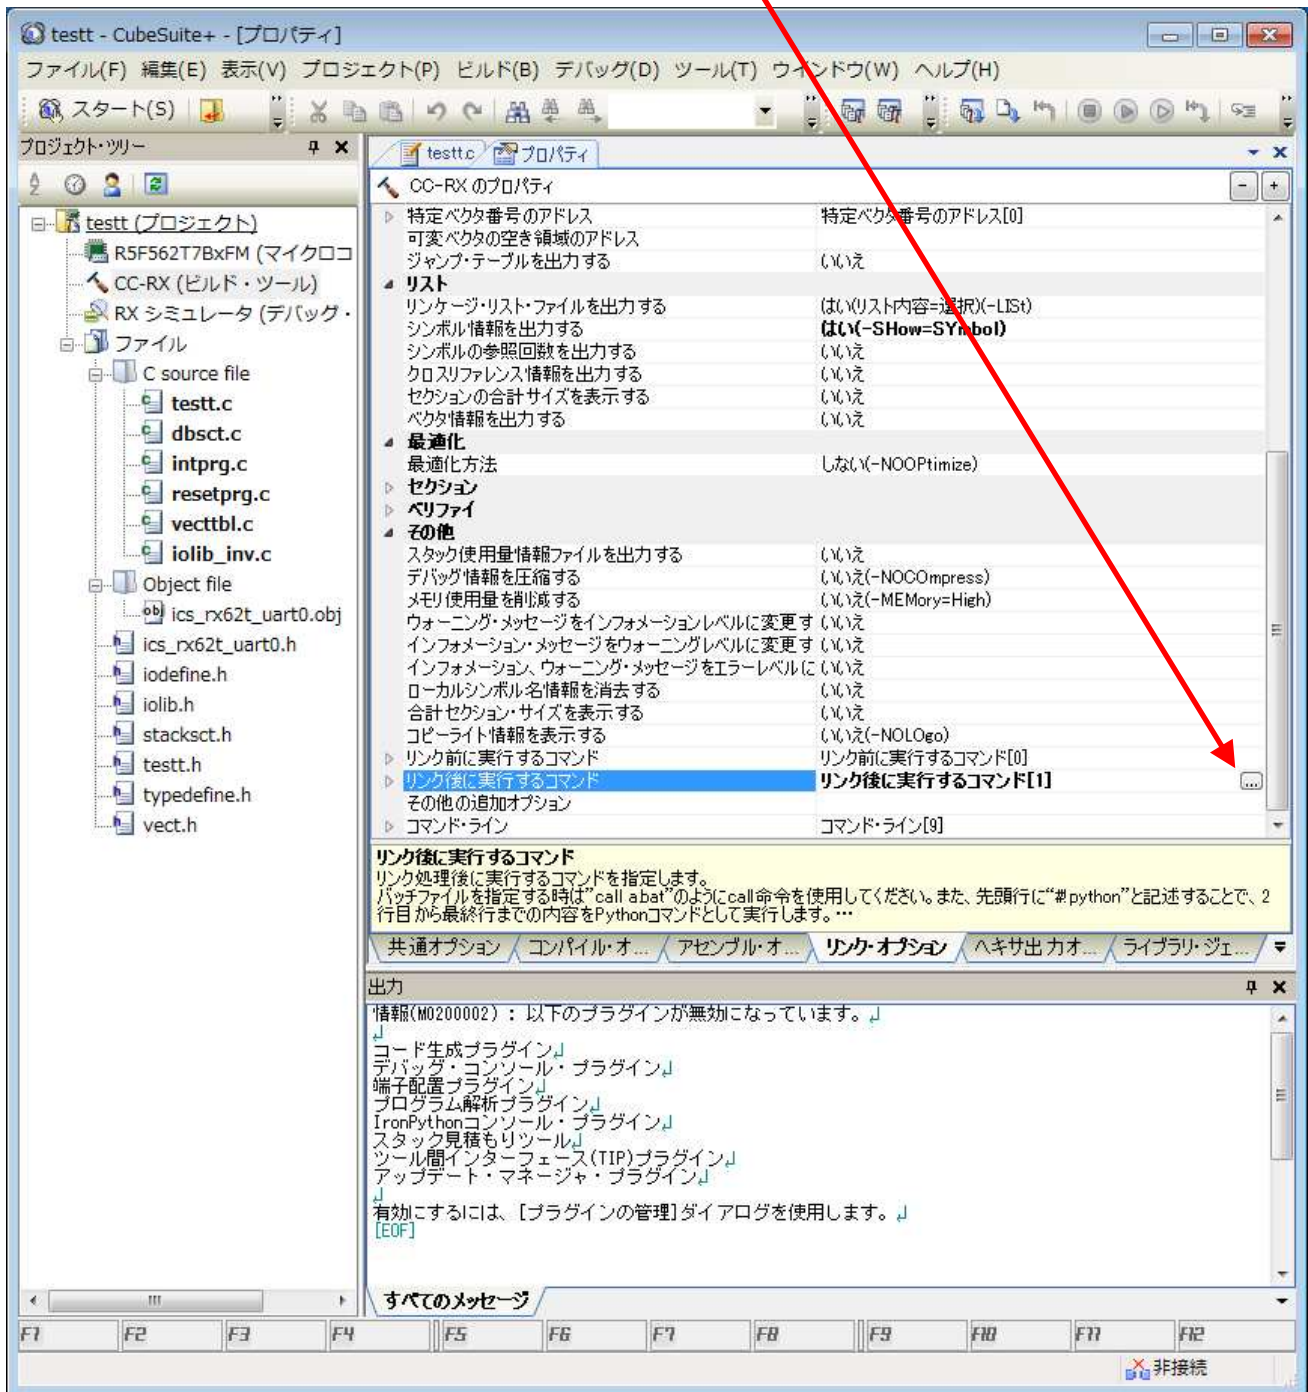 testt - CubeSuite+ - [プロパティ]
ファイル(F) 編集(E) 表示(V) プロジェクト(P) ビルド(B) デバッグ(D) ツール(T) ウインドウ(W) ヘルプ(H)
スタート(S)
プロジェクト・ツリー
testt (プロジェクト)
R5F562T7BxFM (マイクロコ
CC-RX (ビルド・ツール)
RX シミュレータ (デバッグ・
ファイル
C source file
testt.c
dbsct.c
intprg.c
resetprg.c
vecttbl.c
iolib_inv.c
Object file
ics_rx62t_uart0.obj
ics_rx62t_uart0.h
iodefine.h
iolib.h
stacksct.h
testt.h
typedefine.h
vect.h
testt.c プロパティ
CC-RX のプロパティ
特定ベクタ番号のアドレス 特定ベクタ番号のアドレス[0]
可変ベクタの空き領域のアドレス
ジャンプ・テーブルを出力する いいえ
リスト
リンケージ・リスト・ファイルを出力する はい(リスト内容=選択)(-LISt)
シンボル情報を出力する はい(-SHow=SYmbol)
シンボルの参照回数を出力する いいえ
クロスリファレンス情報を出力する いいえ
セクションの合計サイズを表示する いいえ
ベクタ情報を出力する いいえ
最適化
最適化方法 しない(-NOOPtimize)
セクション
ベリファイ
その他
スタック使用量情報ファイルを出力する いいえ
デバッグ情報を圧縮する いいえ(-NOCOmpress)
メモリ使用量を削減する いいえ(-MEMory=High)
ウォーニング・メッセージをインフォメーションレベルに変更す いいえ
インフォメーション・メッセージをウォーニングレベルに変更す いいえ
インフォメーション、ウォーニング・メッセージをエラーレベルに いいえ
ローカルシンボル名情報を消去する いいえ
合計セクション・サイズを表示する いいえ
コピーライト情報を表示する いいえ(-NOLOgo)
リンク前に実行するコマンド リンク前に実行するコマンド[0]
リンク後に実行するコマンド リンク後に実行するコマンド[1] ...
その他の追加オプション
コマンド・ライン コマンド・ライン[9]
リンク後に実行するコマンド
リンク処理後に実行するコマンドを指定します。
バッチファイルを指定する時は"call a.bat"のようにcall命令を使用してください。また、先頭行に"#!python"と記述することで、2
行目から最終行までの内容をPythonコマンドとして実行します。…
共通オプション コンパイル・オ... アセンブル・オ... リンク・オプション ヘキサ出力オ... ライブラリ・ジェ...
出力
情報(M0200002) : 以下のプラグインが無効になっています。↲
↲
コード生成プラグイン↲
デバッグ・コンソール・プラグイン↲
端子配置プラグイン↲
プログラム解析プラグイン↲
IronPythonコンソール・プラグイン↲
スタック見積もりツール↲
ツール間インターフェース(TIP)プラグイン↲
アップデート・マネージャ・プラグイン↲
↲
有効にするには、[プラグインの管理]ダイアログを使用します。↲
[EOF]
すべてのメッセージ
F1 F2 F3 F4 F5 F6 F7 F8 F9 F10 F11 F12
非接続